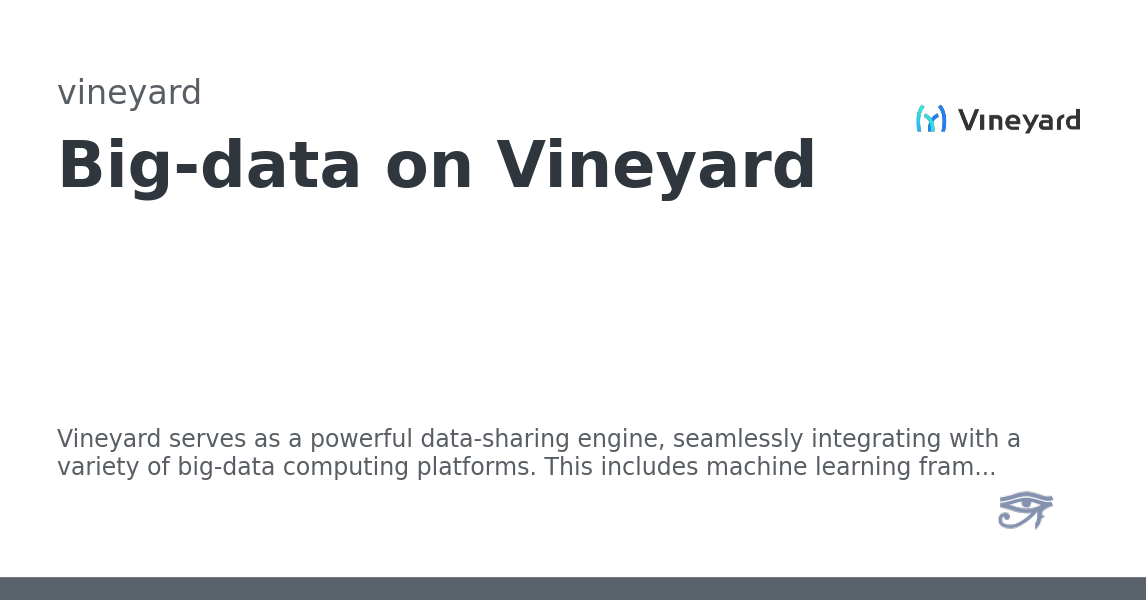 vineyard
Vineyard
Big-data on Vineyard
Vineyard serves as a powerful data-sharing engine, seamlessly integrating with a
variety of big-data computing platforms. This includes machine learning fram...